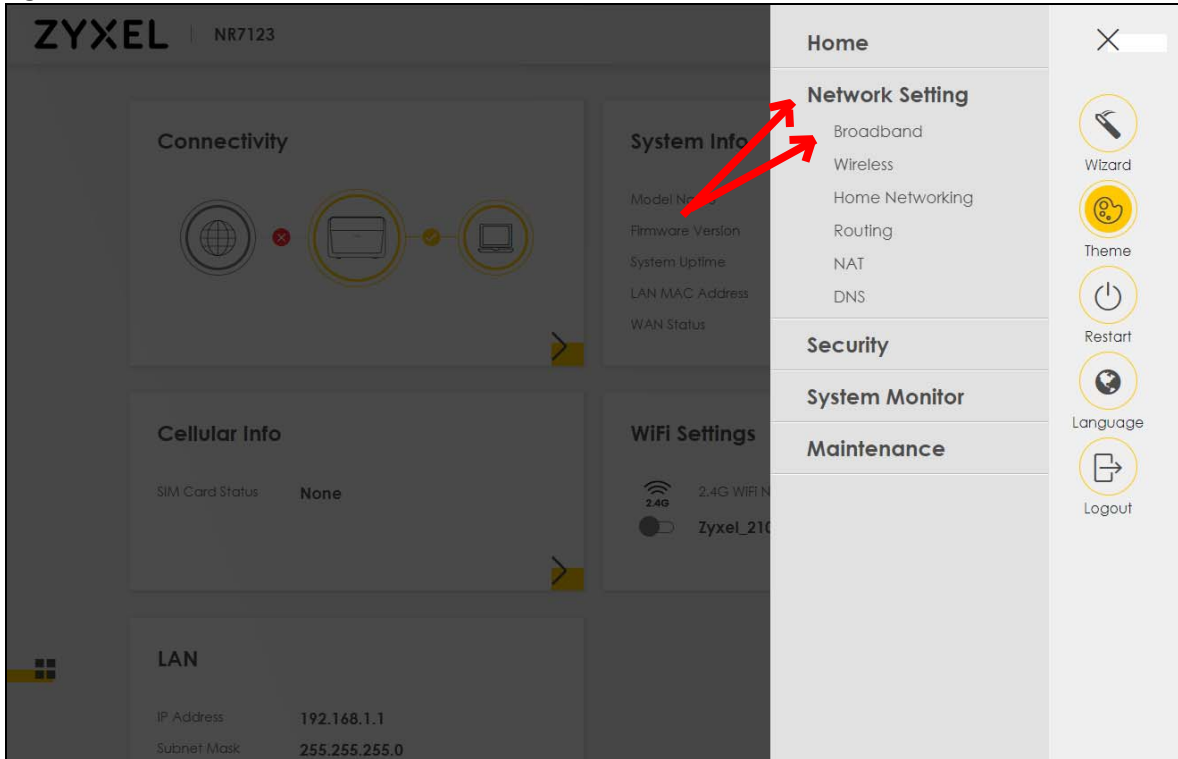 ZYXEL NR7123
Connectivity
System Info
Model
Firmware Version
System Uptime
LAN MAC Address
WAN Status
Cellular Info
SIM Card Status None
WiFi Settings
2.4G
2.4G WIFI N
Zyxel_210
LAN
IP Address 192.168.1.1
Subnet Mask 255.255.255.0
Home
Network Setting
Broadband
Wireless
Home Networking
Routing
NAT
DNS
Security
System Monitor
Maintenance
Wizard
Theme
Restart
Language
Logout